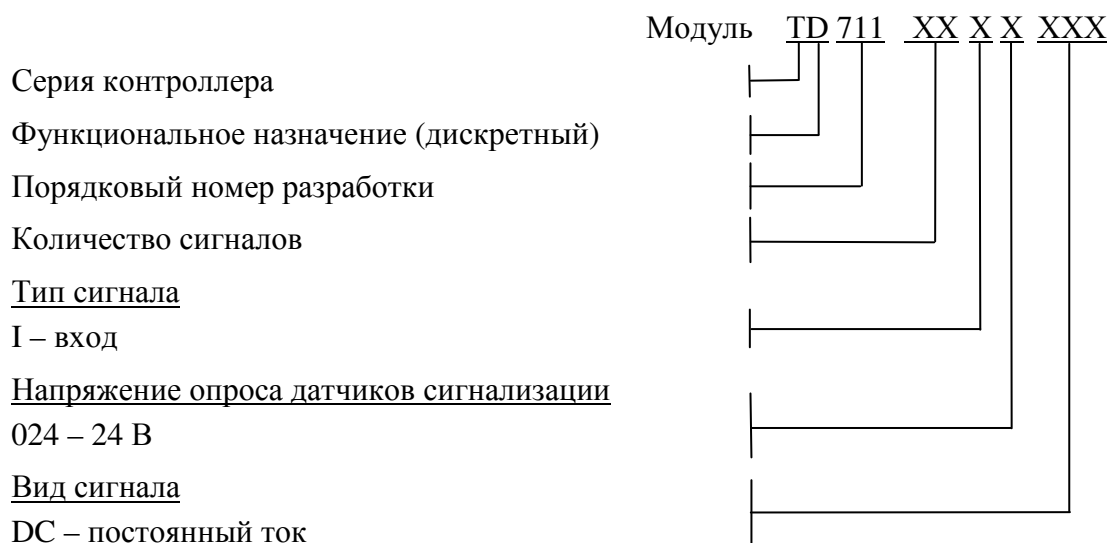 Модуль TD 711 XX X X XXX
Серия контроллера
Функциональное назначение (дискретный)
Порядковый номер разработки
Количество сигналов
Тип сигнала
I – вход
Напряжение опроса датчиков сигнализации
024 – 24 В
Вид сигнала
DC – постоянный ток